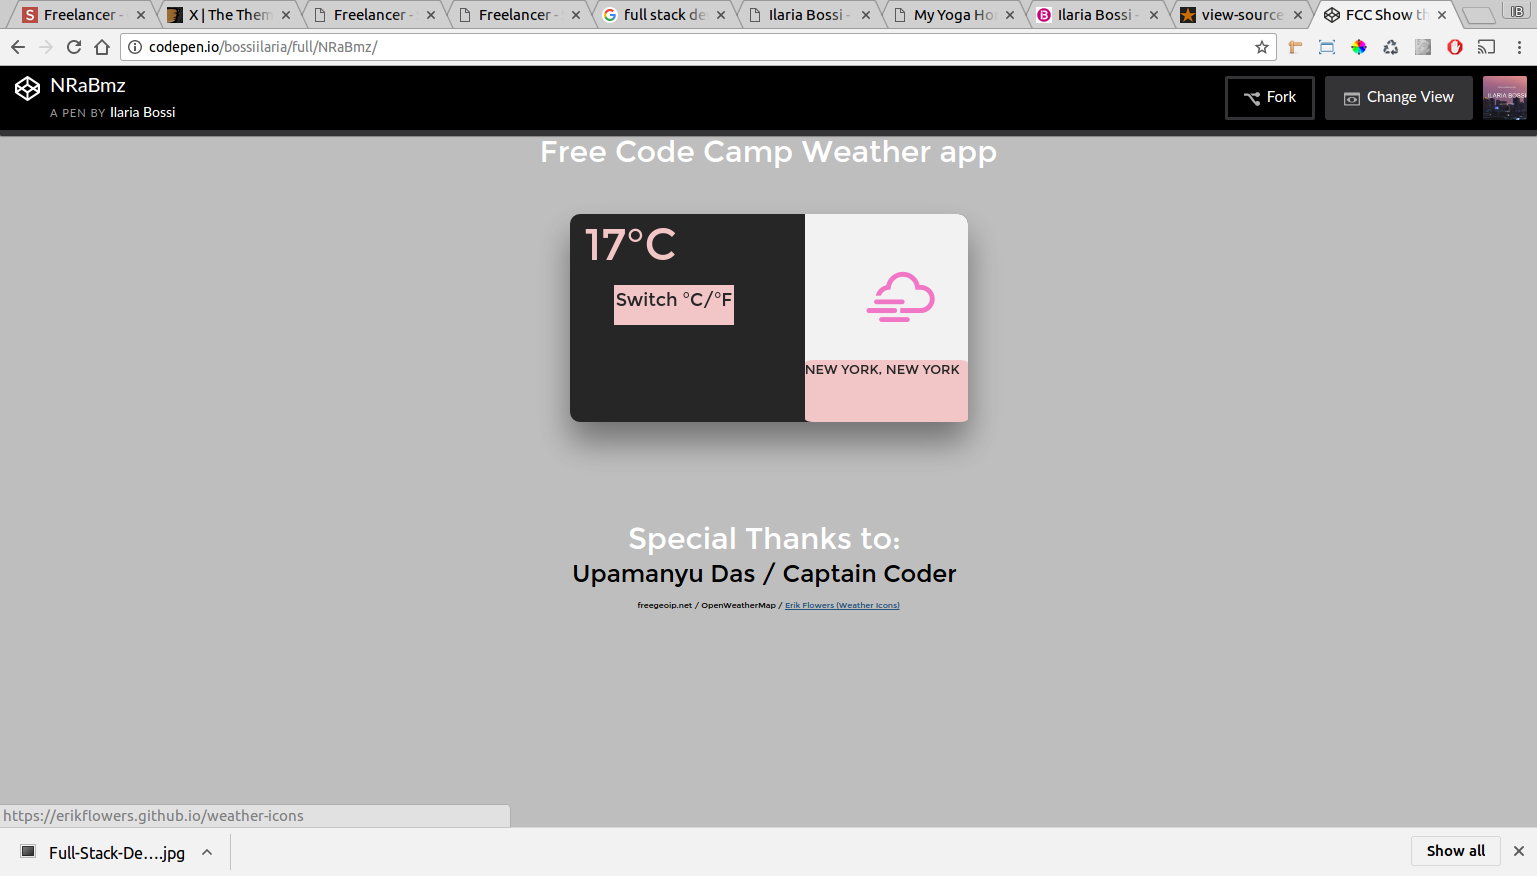 Freelancer -
X | The Them
Freelancer -
Freelancer -
full stack de
Ilaria Bossi -
My Yoga Ho
Ilaria Bossi -
view-source
FCC Show th
IB
codepen.io/bossiilaria/full/NRaBmz/
NRaBmz
A PEN BY Ilaria Bossi
Fork
Change View
ILARIA BOSSI
Free Code Camp Weather app
17°C
Switch °C/°F
NEW YORK, NEW YORK
Special Thanks to:
Upamanyu Das / Captain Coder
freegeoip.net / OpenWeatherMap / Erik Flowers (Weather Icons)
https://erikflowers.github.io/weather-icons
Full-Stack-De....jpg
Show all